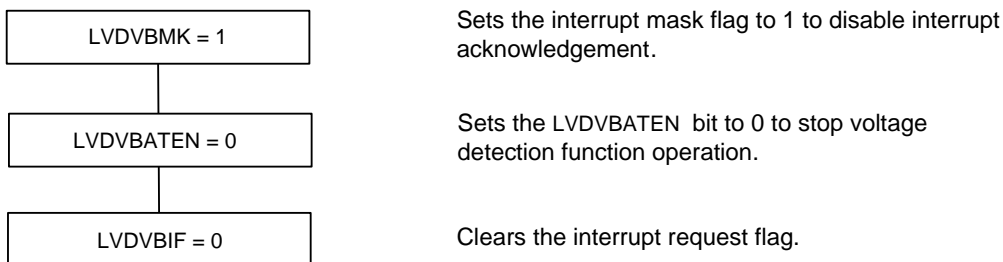 LVDVBMK = 1
Sets the interrupt mask flag to 1 to disable interrupt
acknowledgement.
LVDVBATEN = 0
Sets the LVDVBATEN bit to 0 to stop voltage
detection function operation.
LVDVBIF = 0
Clears the interrupt request flag.